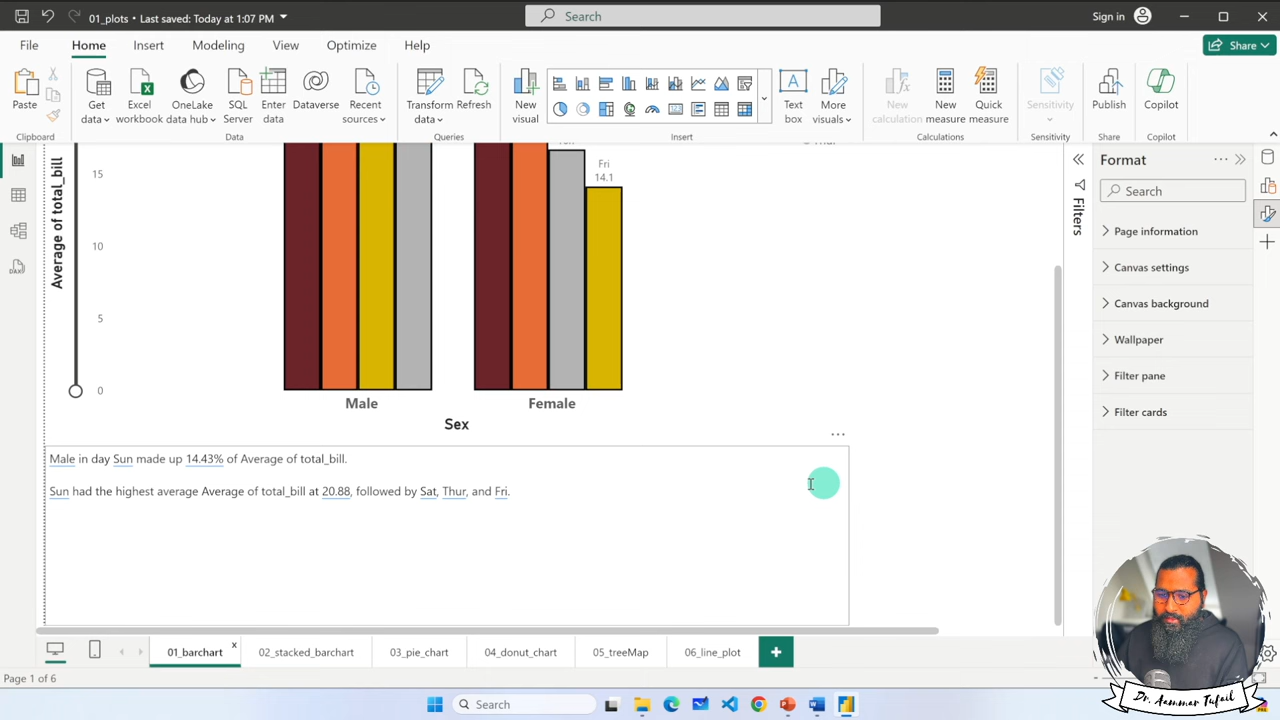 01_plots • Last saved: Today at 1:07 PM
Search
Sign in
File
Home
Insert
Modeling
View
Optimize
Help
Share
Paste
Get data
Excel workbook
OneLake data hub
SQL Server
Enter data
Dataverse
Recent sources
Transform data
Refresh
New visual
Text box
More visuals
New calculation
New measure
Quick measure
Sensitivity
Publish
Copilot
Clipboard
Data
Queries
Insert
Calculations
Sensitivity
Share
Copilot
Average of total_bill
15
10
5
0
Fri
14.1
Male
Female
Sex
Male in day Sun made up 14.43% of Average of total_bill.
Sun had the highest average Average of total_bill at 20.88, followed by Sat, Thur, and Fri.
Filters
Format
Search
Page information
Canvas settings
Canvas background
Wallpaper
Filter pane
Filter cards
01_barchart
x
02_stacked_barchart
03_pie_chart
04_donut_chart
05_treeMap
06_line_plot
Page 1 of 6
Search
Dr. Aammar Tufail